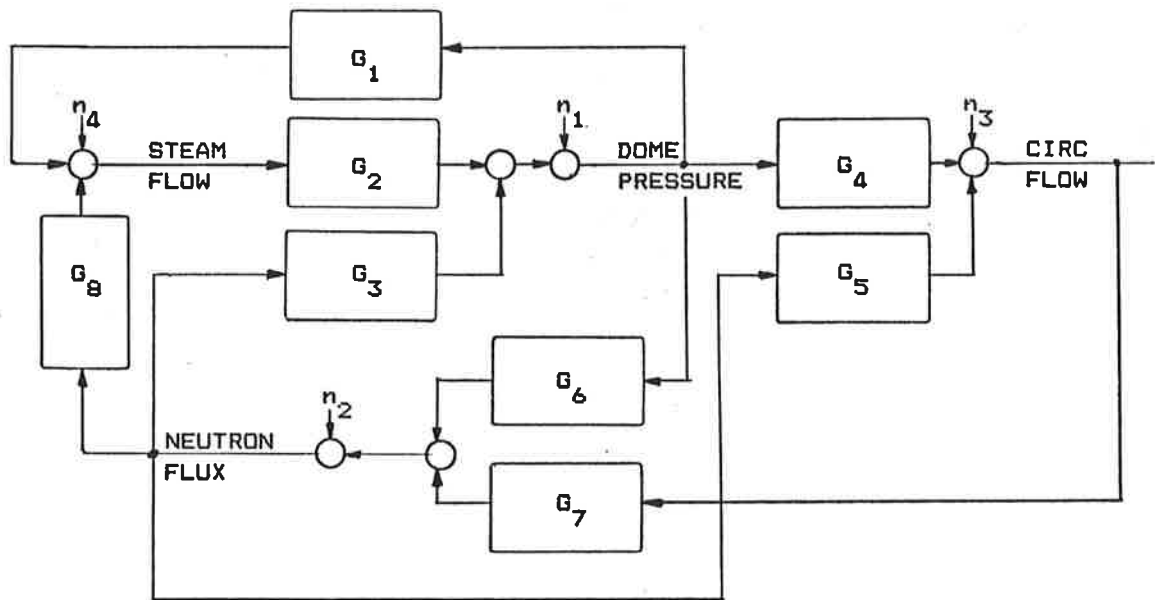 G1
n4
n1
n3
STEAM
FLOW
G2
DOME
PRESSURE
G4
CIRC
FLOW
G8
G3
G5
G6
n2
NEUTRON
FLUX
G7